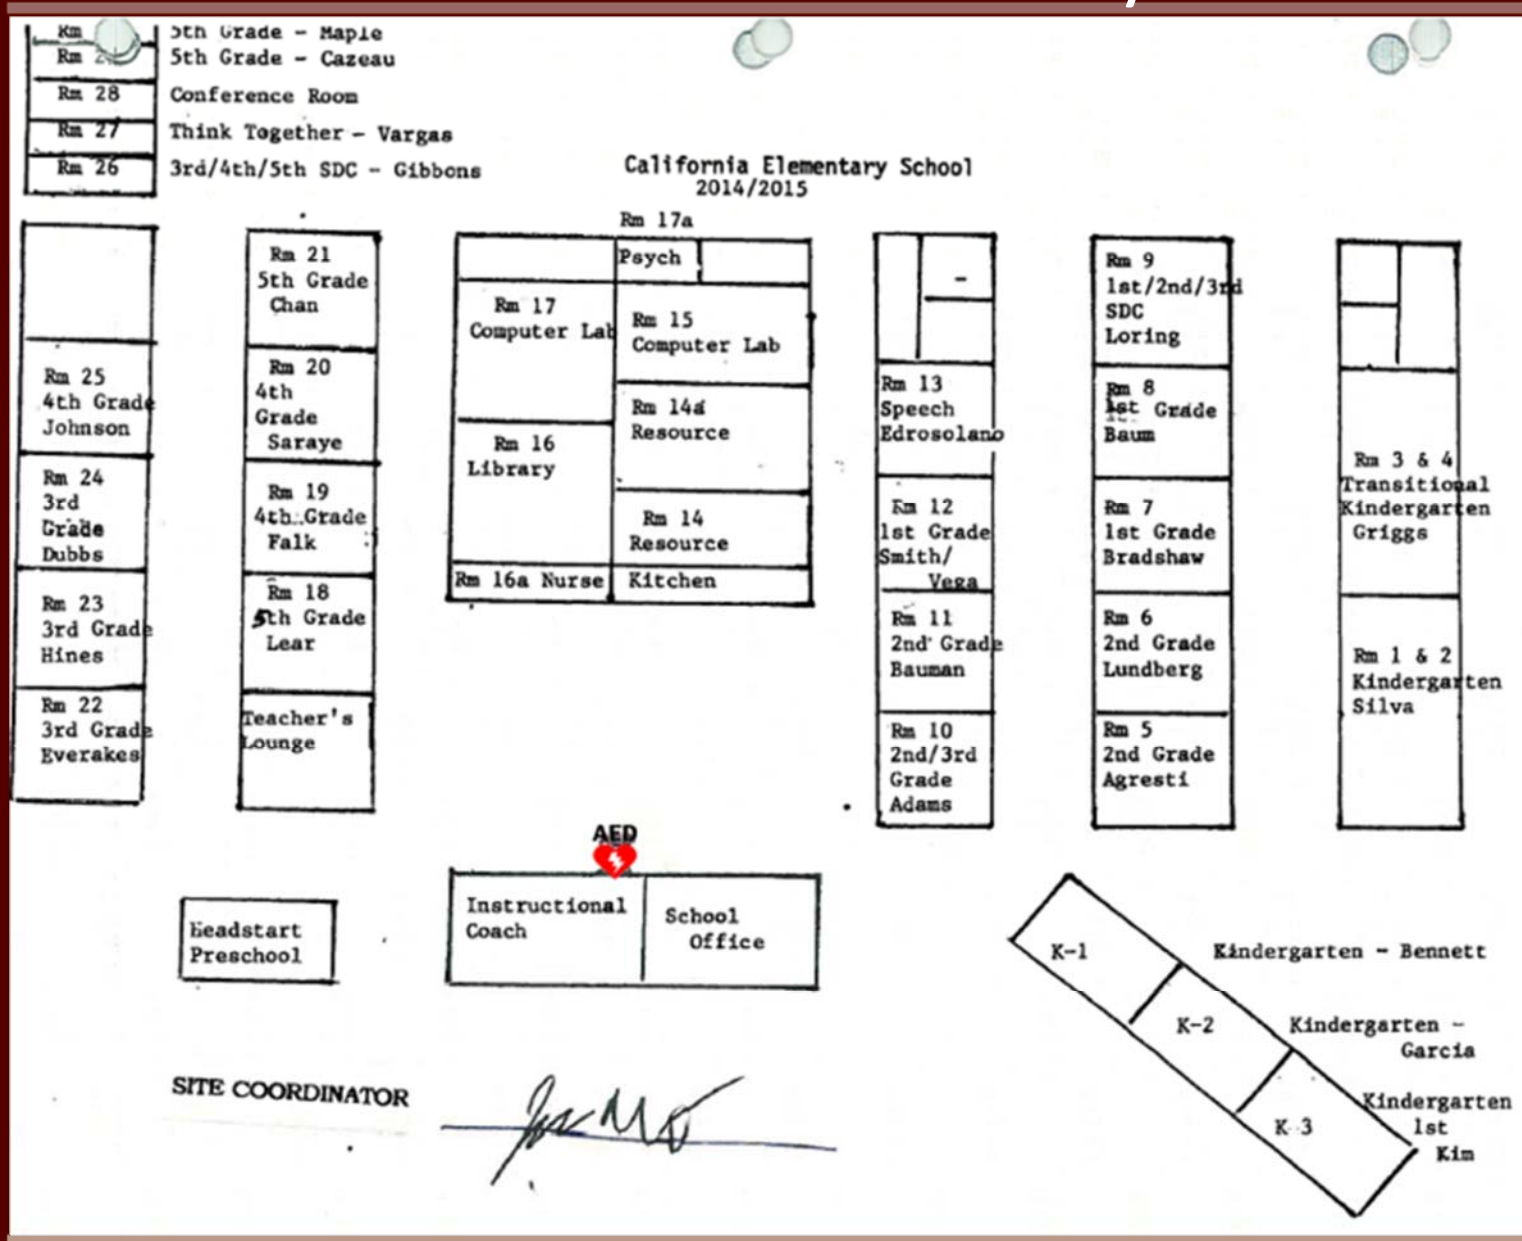 Rm
5th Grade - Maple
Rm
5th Grade - Cazeau
Rm 28
Conference Room
Rm 27
Think Together - Vargas
Rm 26
3rd/4th/5th SDC - Gibbons
California Elementary School
2014/2015
Rm 25
4th Grade
Johnson
Rm 24
3rd
Grade
Dubbs
Rm 23
3rd Grade
Hines
Rm 22
3rd Grade
Everakes
Rm 21
5th Grade
Chan
Rm 20
4th
Grade
Saraye
Rm 19
4th Grade
Falk
Rm 18
5th Grade
Lear
Teacher's
Lounge
Rm 17a
Psych
Rm 17
Computer Lab
Rm 15
Computer Lab
Rm 14a
Resource
Rm 16
Library
Rm 14
Resource
Rm 16a Nurse
Kitchen
Rm 13
Speech
Edrosolano
Rm 12
1st Grade
Smith/
Vega
Rm 11
2nd Grade
Bauman
Rm 10
2nd/3rd
Grade
Adams
Rm 9
1st/2nd/3rd
SDC
Loring
Rm 8
1st Grade
Baum
Rm 7
1st Grade
Bradshaw
Rm 6
2nd Grade
Lundberg
Rm 5
2nd Grade
Agresti
Rm 3 & 4
Transitional
Kindergarten
Griggs
Rm 1 & 2
Kindergarten
Silva
AED
Headstart
Preschool
Instructional
Coach
School
Office
K-1
Kindergarten - Bennett
K-2
Kindergarten -
Garcia
K-3
Kindergarten
1st
Kim
SITE COORDINATOR